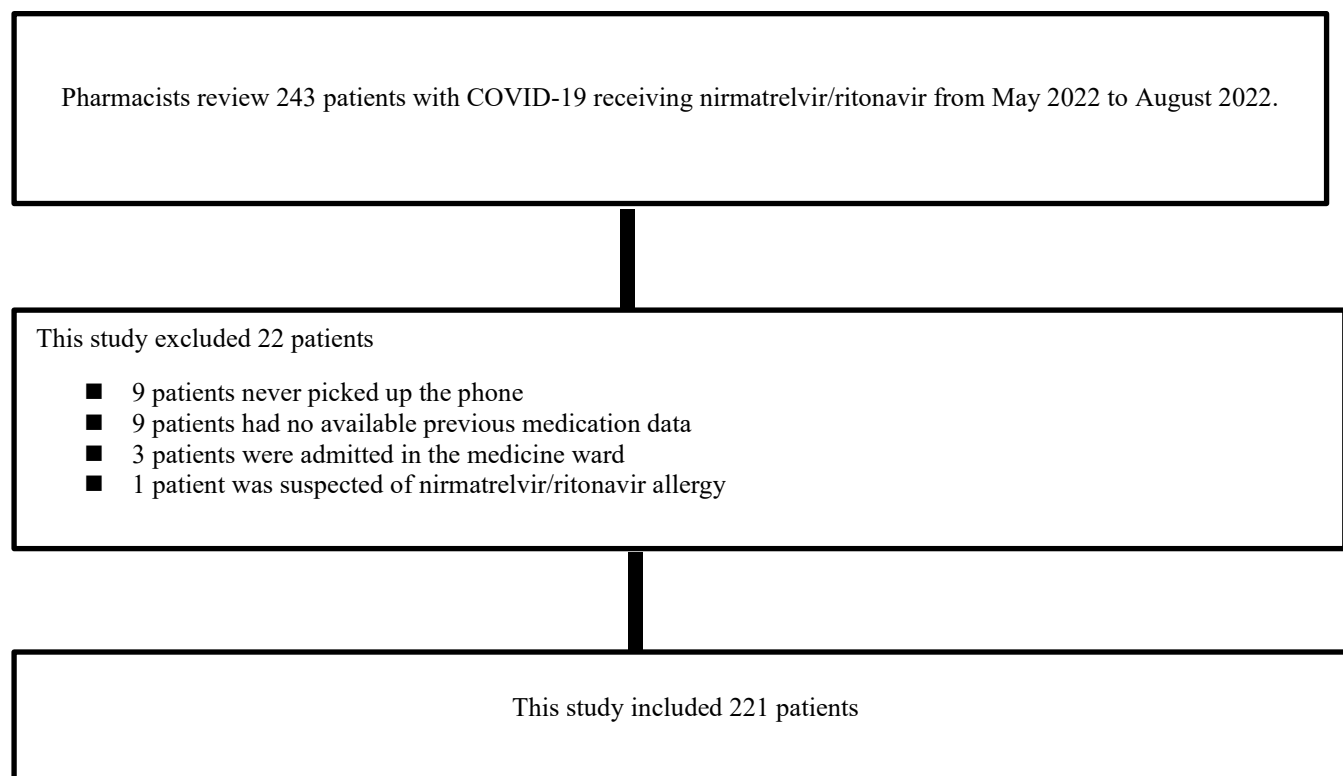 Pharmacists review 243 patients with COVID-19 receiving nirmatrelvir/ritonavir from May 2022 to August 2022.
This study excluded 22 patients
■ 9 patients never picked up the phone
■ 9 patients had no available previous medication data
■ 3 patients were admitted in the medicine ward
■ 1 patient was suspected of nirmatrelvir/ritonavir allergy
This study included 221 patients